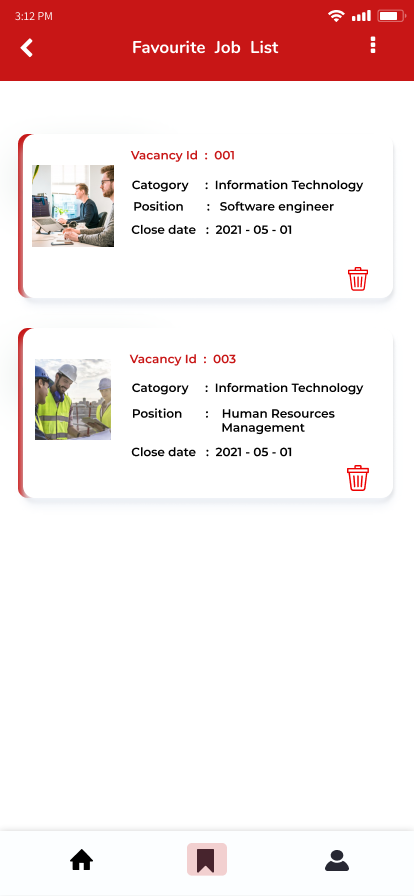 3:12 PM
Favourite Job List
Vacancy Id : 001
Catogory : Information Technology
Position : Software engineer
Close date : 2021 - 05 - 01
Vacancy Id : 003
Catogory : Information Technology
Position : Human Resources
Management
Close date : 2021 - 05 - 01